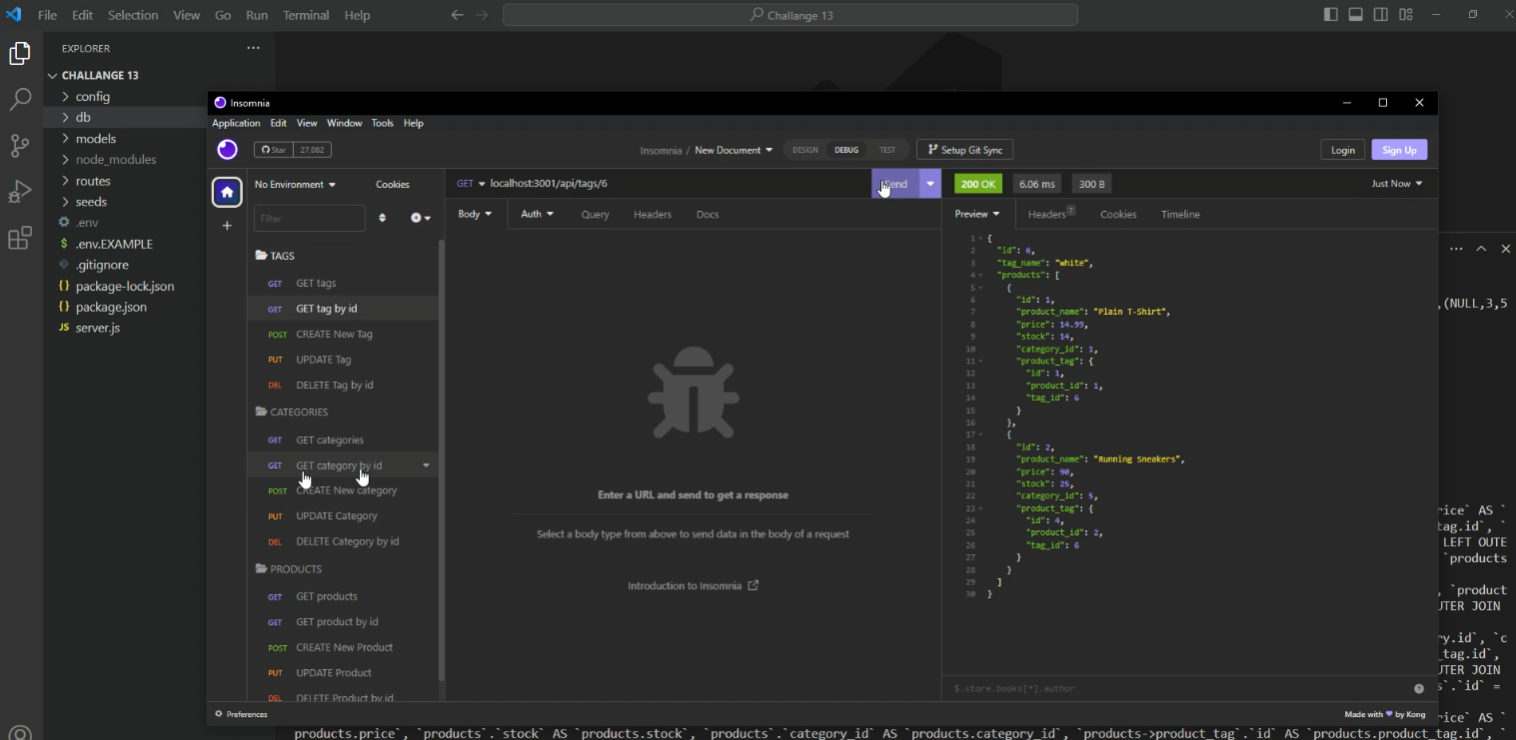 File Edit Selection View Go Run Terminal Help
Challange 13
EXPLORER
CHALLANGE 13
config
db
models
node_modules
routes
seeds
.env
$ .env.EXAMPLE
.gitignore
{} package-lock.json
{} package.json
JS server.js
Insomnia
Application Edit View Window Tools Help
Star 27,082
Insomnia / New Document
DESIGN DEBUG TEST
Setup Git Sync
Login
Sign Up
No Environment
Cookies
Filter
TAGS
GET GET tags
GET GET tag by id
POST CREATE New Tag
PUT UPDATE Tag
DEL DELETE Tag by id
CATEGORIES
GET GET categories
GET GET category by id
POST CREATE New category
PUT UPDATE Category
DEL DELETE Category by id
PRODUCTS
GET GET products
GET GET product by id
POST CREATE New Product
PUT UPDATE Product
DEL DELETE Product by id
Preferences
GET localhost:3001/api/tags/6
Send
Body Auth Query Headers Docs
Enter a URL and send to get a response
Select a body type from above to send data in the body of a request
Introduction to Insomnia
200 OK 6.06 ms 300 B
Just Now
Preview Headers 7 Cookies Timeline
1 {
2 "id": 6,
3 "tag_name": "white",
4 "products": [
5 {
6 "id": 1,
7 "product_name": "Plain T-Shirt",
8 "price": 14.99,
9 "stock": 14,
10 "category_id": 1,
11 "product_tag": {
12 "id": 1,
13 "product_id": 1,
14 "tag_id": 6
15 }
16 },
17 {
18 "id": 2,
19 "product_name": "Running Sneakers",
20 "price": 90,
21 "stock": 25,
22 "category_id": 5,
23 "product_tag": {
24 "id": 4,
25 "product_id": 2,
26 "tag_id": 6
27 }
28 }
29 ]
30 }
$.store.books[*].author
Made with by Kong
,(NULL,3,5
rice` AS `
tag.id`, `
LEFT OUTE
`products
, `product
UTER JOIN
ry.id`, `c
_tag.id`,
UTER JOIN
s`.`id` =
rice` AS `
products.price`, `products`.`stock` AS `products.stock`, `products`.`category_id` AS `products.category_id`, `products->product_tag`.`id` AS `products.product_tag.id`, `